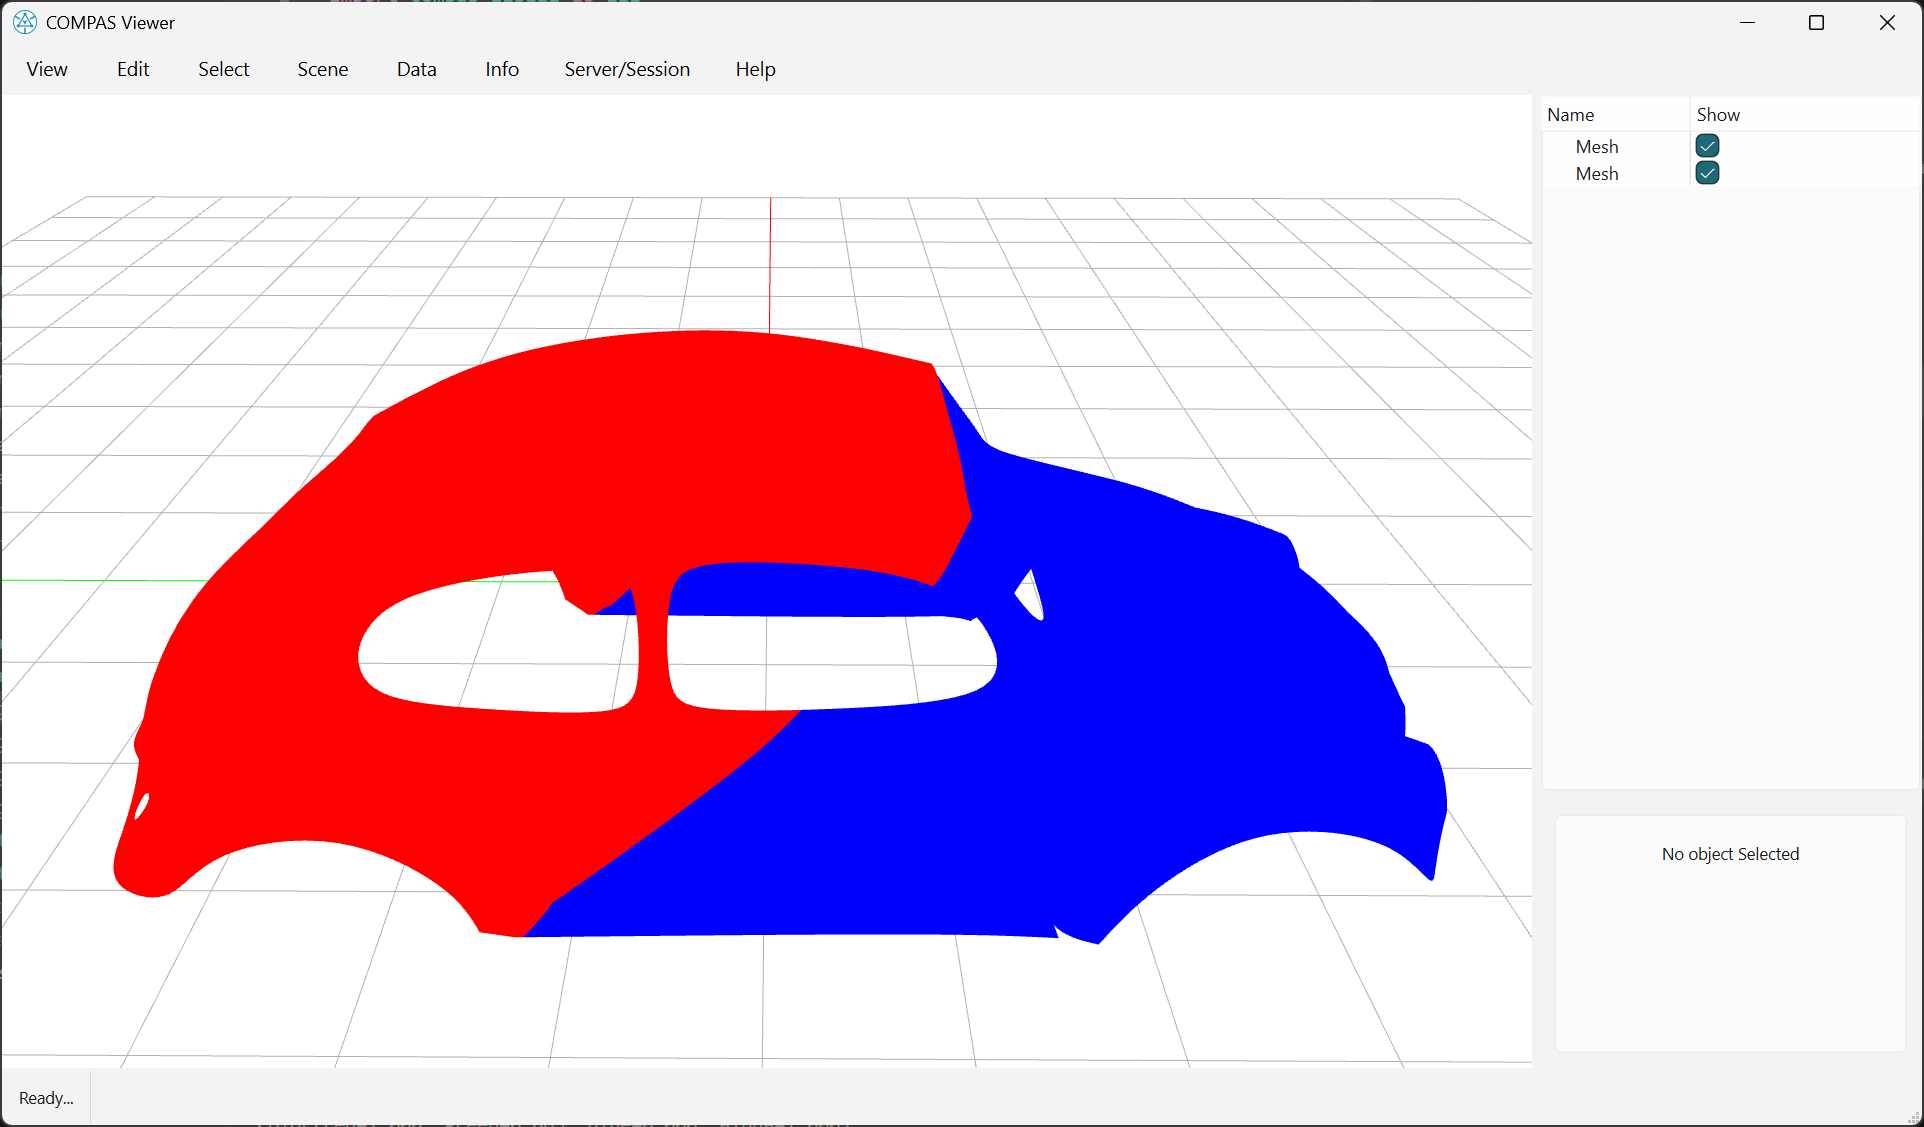 COMPAS Viewer
View Edit Select Scene Data Info Server/Session Help
Name Show
Mesh
Mesh
No object Selected
Ready...